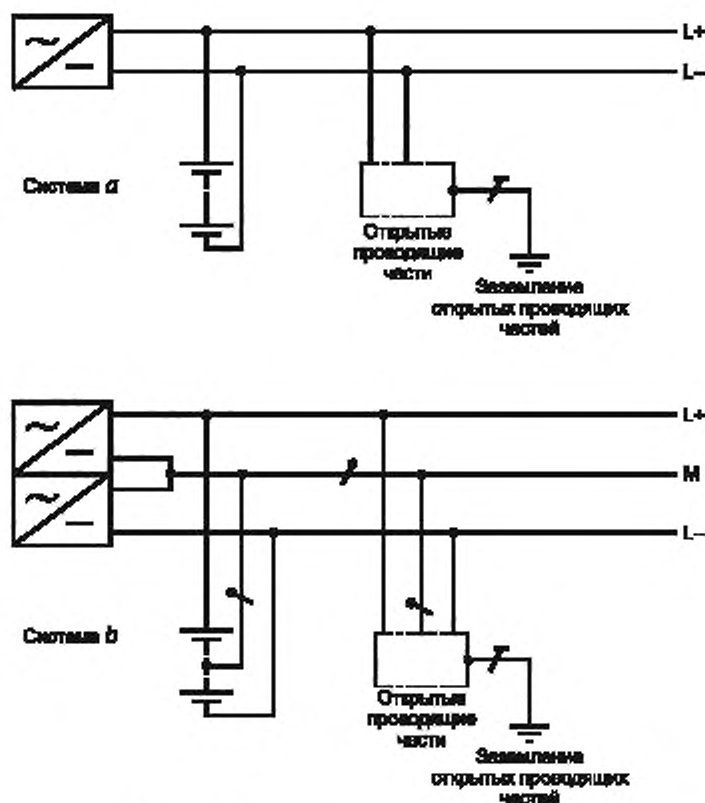 L+
L–
Система a
Открытые
проводящие
части
Заземление
открытых проводящих
частей
L+
M
L–
Система b
Открытые
проводящие
части
Заземление
открытых проводящих
частей